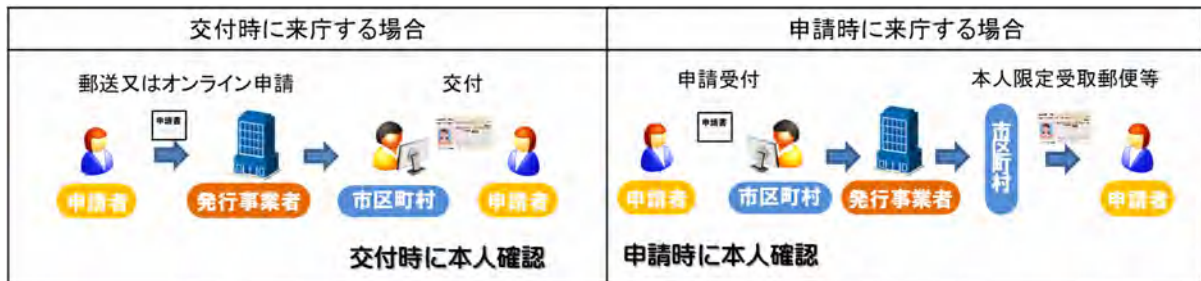 交付時に来庁する場合
郵送又はオンライン申請
交付
申請書
申請者
発行事業者
市区町村
申請者
交付時に本人確認
申請時に来庁する場合
申請受付
本人限定受取郵便等
申請書
市区町村
申請者
市区町村
発行事業者
申請者
申請時に本人確認